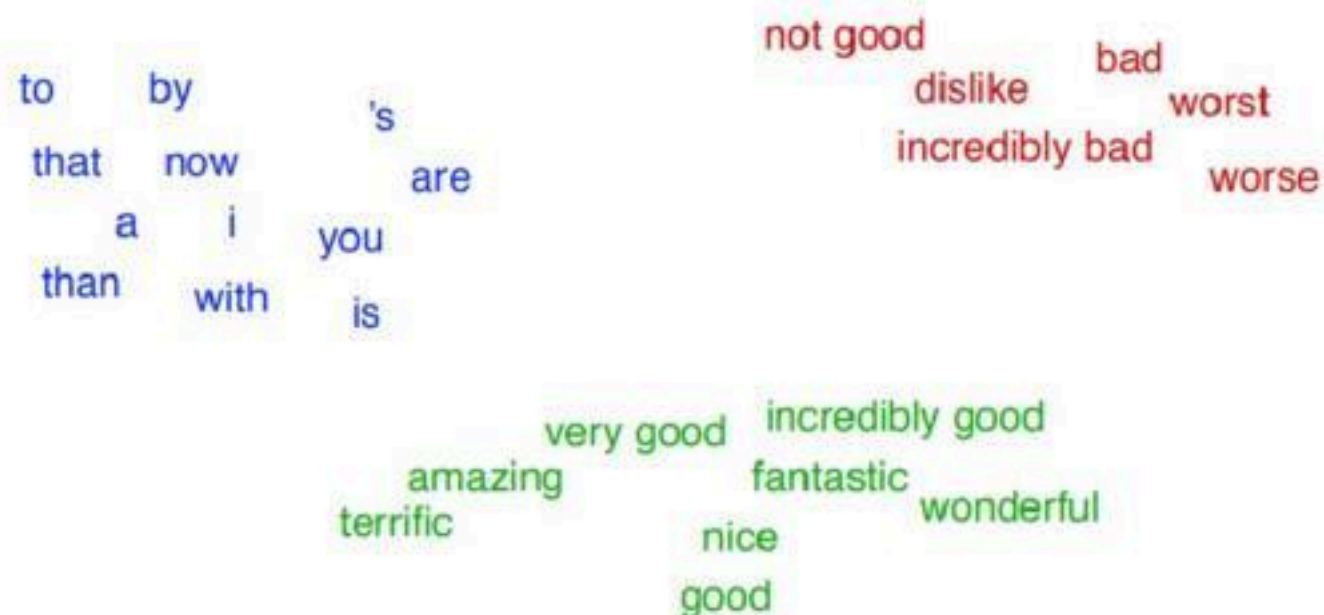 to by 's
that now are
a i you
than with is
not good bad
dislike worst
incredibly bad
worse
very good incredibly good
amazing fantastic
terrific wonderful
nice
good